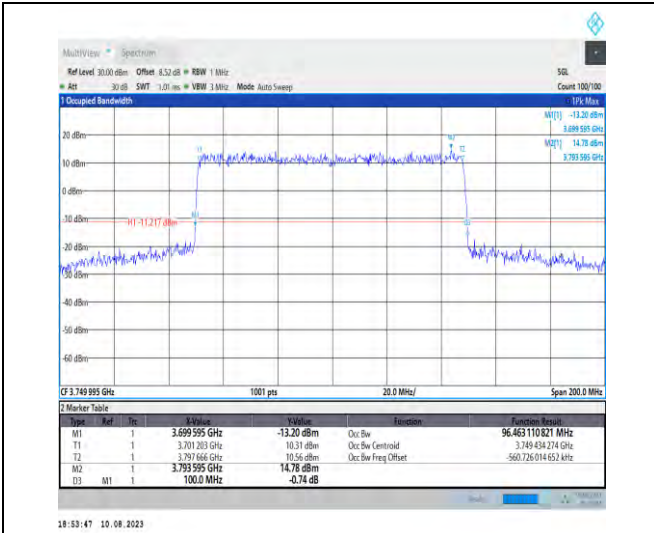 MultiView Spectrum
Ref Level 30.00 dBm Offset 8.52 dB RBW 1 MHz SGL
Att 30 dB SWT 1.01 ms VBW 3 MHz Mode Auto Sweep Count 100/100
1 Occupied Bandwidth 1Pk Max
M1[1] -13.20 dBm
3.699 595 GHz
M2[1] 14.78 dBm
3.793 595 GHz
20 dBm
M2
T1 T2
10 dBm
0 dBm
-10 dBm
M1
H1 -11.217 dBm
D3
-20 dBm
-30 dBm
-40 dBm
-50 dBm
-60 dBm
CF 3.749 995 GHz 1001 pts 20.0 MHz/ Span 200.0 MHz
2 Marker Table
Type Ref Trc X-Value Y-Value Function Function Result
M1 1 3.699 595 GHz -13.20 dBm Occ Bw 96.463 110 821 MHz
T1 1 3.701 203 GHz 10.31 dBm Occ Bw Centroid 3.749 434 274 GHz
T2 1 3.797 666 GHz 10.56 dBm Occ Bw Freq Offset -560.726 014 652 kHz
M2 1 3.793 595 GHz 14.78 dBm
D3 M1 1 100.0 MHz -0.74 dB
18:53:47 10.08.2023